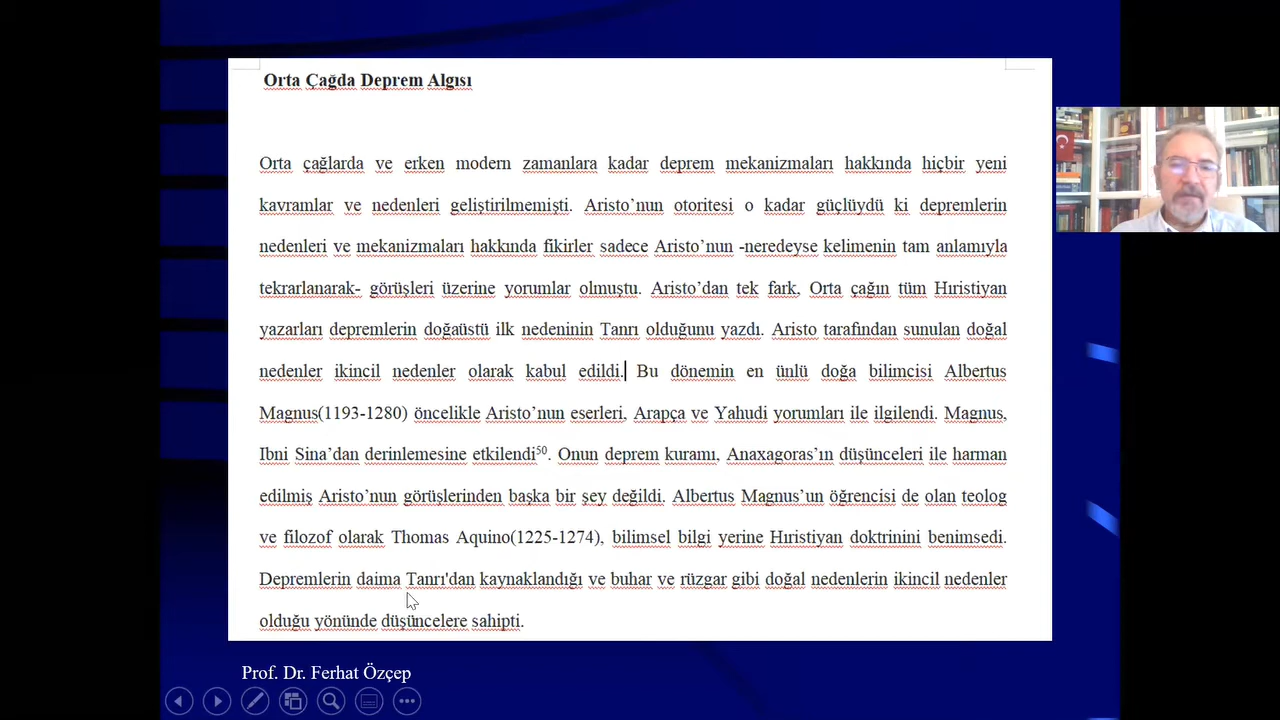 Orta Çağda Deprem Algısı
Orta çağlarda ve erken modern zamanlara kadar deprem mekanizmaları hakkında hiçbir yeni
kavramlar ve nedenleri geliştirilmemişti. Aristo’nun otoritesi o kadar güçlüydü ki depremlerin
nedenleri ve mekanizmaları hakkında fikirler sadece Aristo’nun -neredeyse kelimenin tam anlamıyla
tekrarlanarak- görüşleri üzerine yorumlar olmuştu. Aristo’dan tek fark, Orta çağın tüm Hıristiyan
yazarları depremlerin doğaüstü ilk nedeninin Tanrı olduğunu yazdı. Aristo tarafından sunulan doğal
nedenler ikincil nedenler olarak kabul edildi. Bu dönemin en ünlü doğa bilimcisi Albertus
Magnus(1193-1280) öncelikle Aristo’nun eserleri, Arapça ve Yahudi yorumları ile ilgilendi. Magnus,
Ibni Sina’dan derinlemesine etkilendi50. Onun deprem kuramı, Anaxagoras’ın düşünceleri ile harman
edilmiş Aristo’nun görüşlerinden başka bir şey değildi. Albertus Magnus’un öğrencisi de olan teolog
ve filozof olarak Thomas Aquino(1225-1274), bilimsel bilgi yerine Hıristiyan doktrinini benimsedi.
Depremlerin daima Tanrı'dan kaynaklandığı ve buhar ve rüzgar gibi doğal nedenlerin ikincil nedenler
olduğu yönünde düşüncelere sahipti.
Prof. Dr. Ferhat Özçep